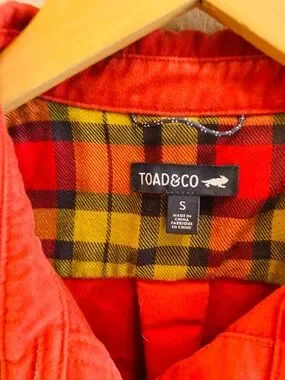 TOAD&CO
S
MADE IN
CHINA
FABRIQUÉ
EN CHINE